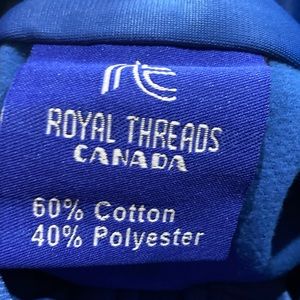 ROYAL THREADS
CANADA
60% Cotton
40% Polyester